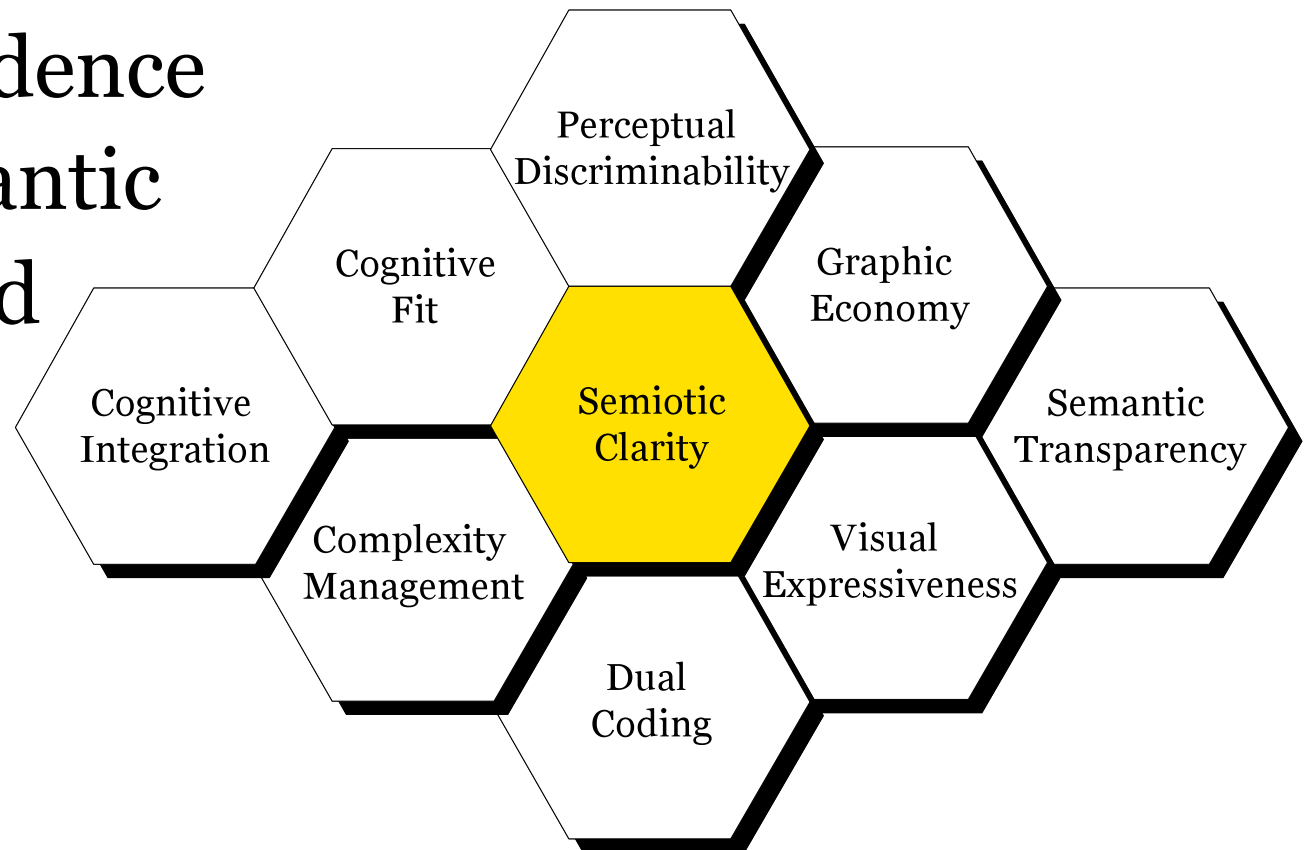 dence
antic
d
Perceptual
Discriminability
Cognitive
Fit
Graphic
Economy
Cognitive
Integration
Semiotic
Clarity
Semantic
Transparency
Complexity
Management
Visual
Expressiveness
Dual
Coding